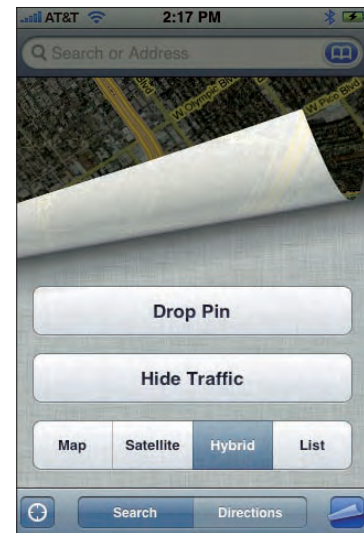 AT&T 2:17 PM
Search or Address
W Olympic Blvd
W Pico Blvd
Drop Pin
Hide Traffic
Map Satellite Hybrid List
Search Directions